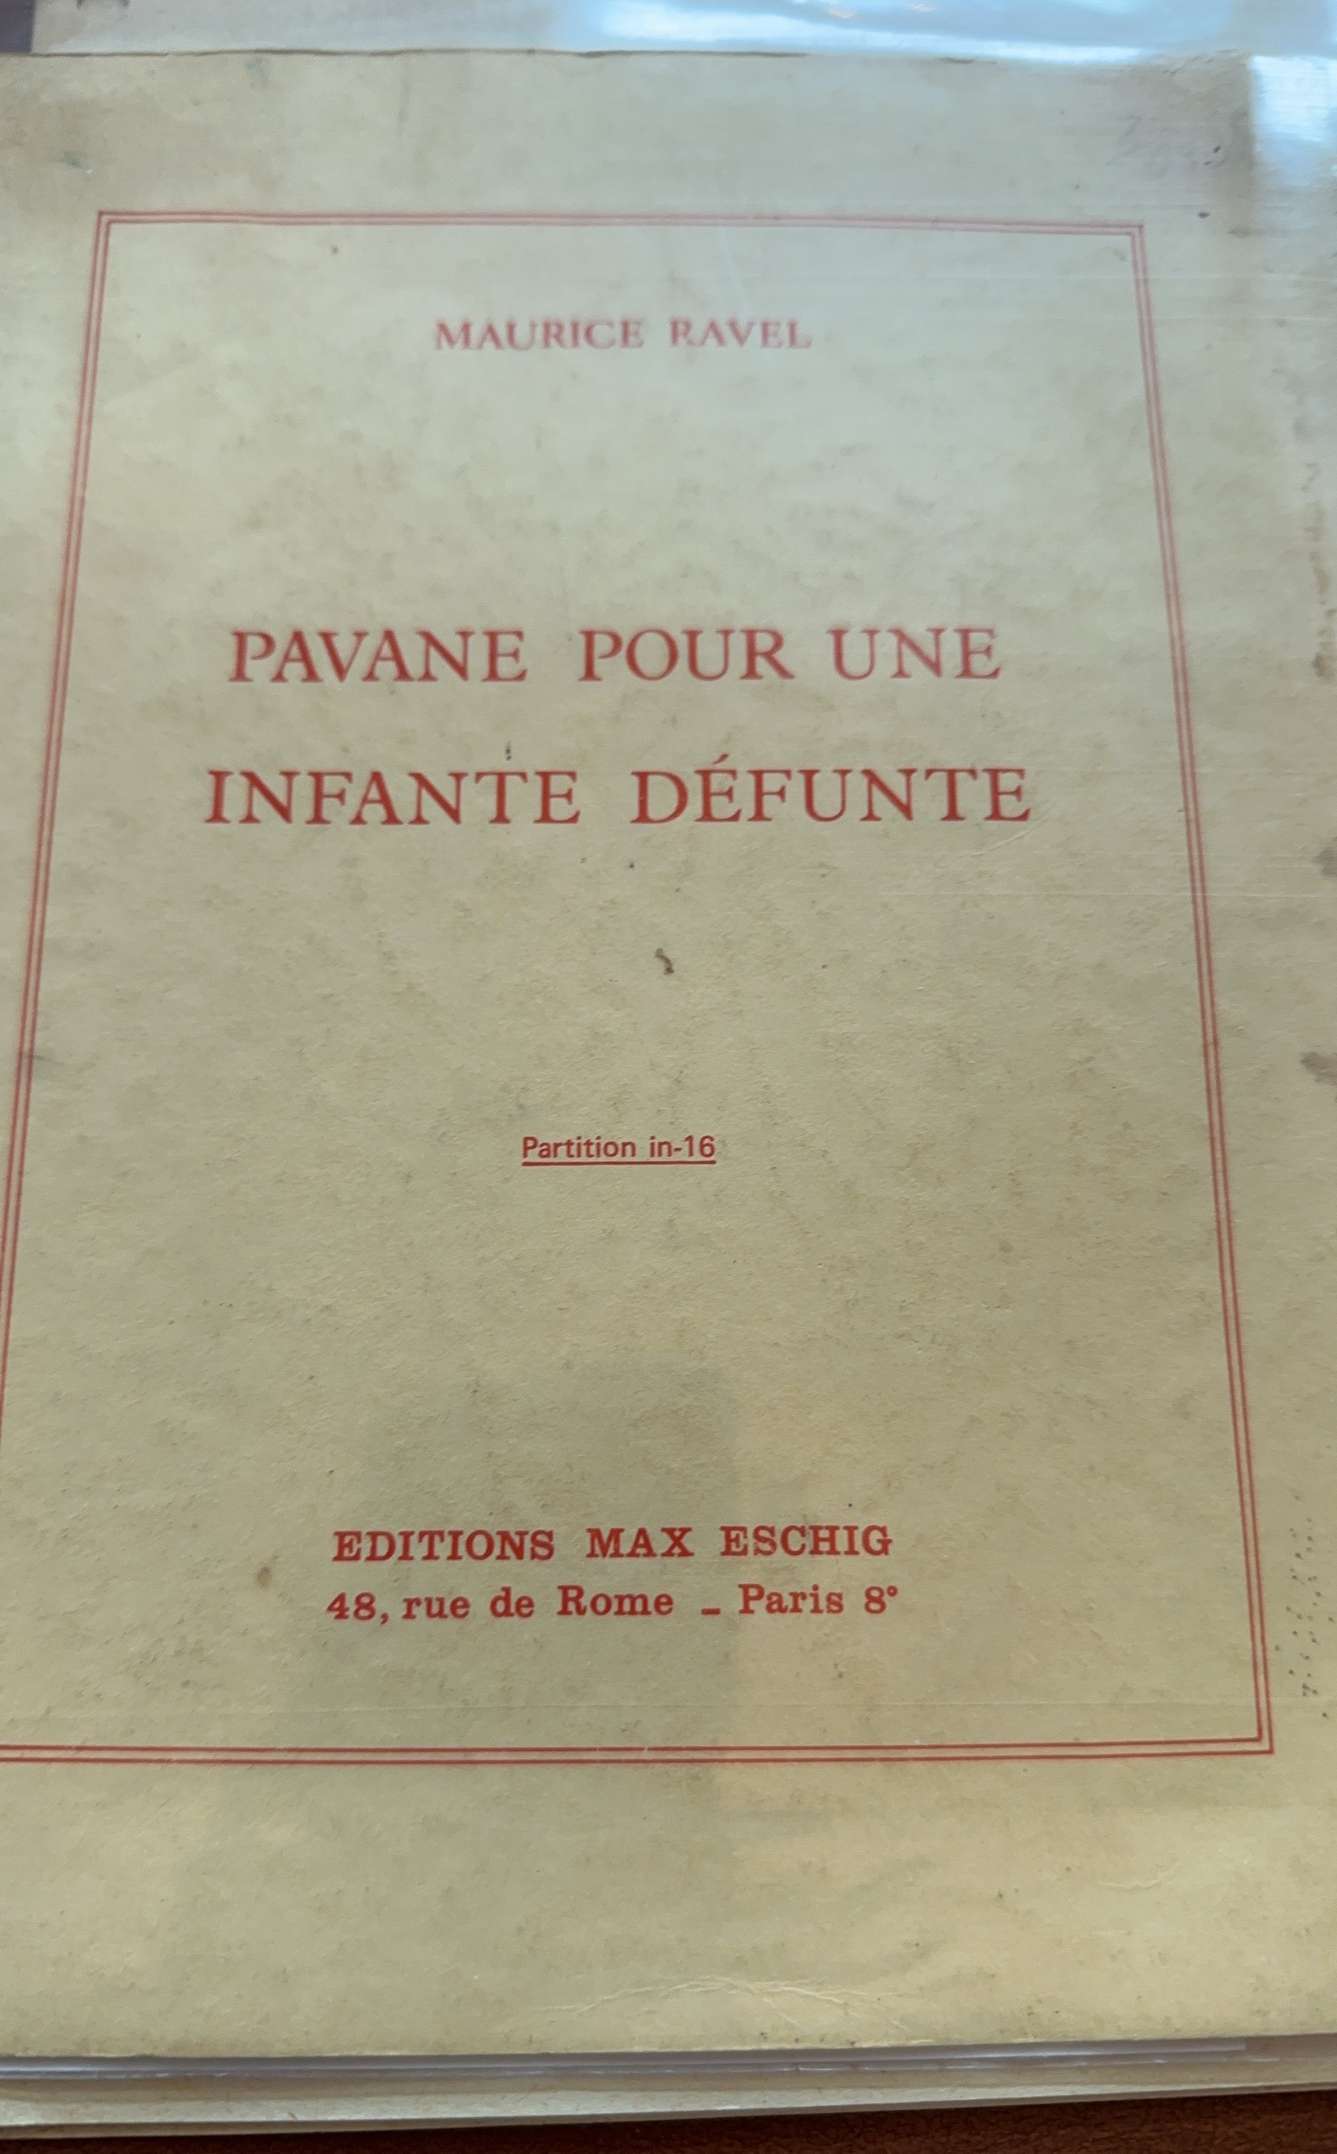 MAURICE RAVEL
PAVANE POUR UNE
INFANTE DÉFUNTE
Partition in-16
EDITIONS MAX ESCHIG
48, rue de Rome - Paris 8°